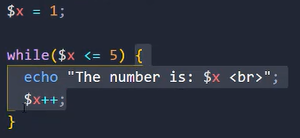 $x = 1;
while($x <= 5) {
echo "The number is: $x <br>";
$x++;
}